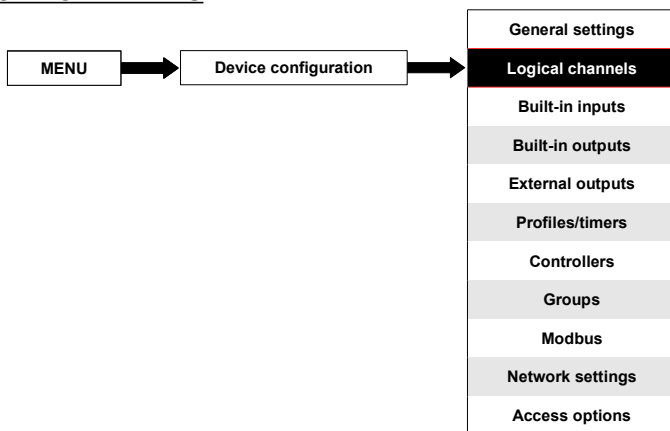 General settings
MENU
Device configuration
Logical channels
Built-in inputs
Built-in outputs
External outputs
Profiles/timers
Controllers
Groups
Modbus
Network settings
Access options